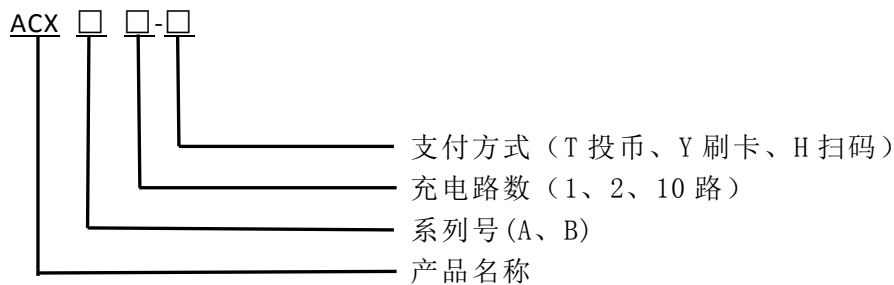 ACX □ □-□
支付方式（T 投币、Y 刷卡、H 扫码）
充电路数（1、2、10 路）
系列号(A、B)
产品名称